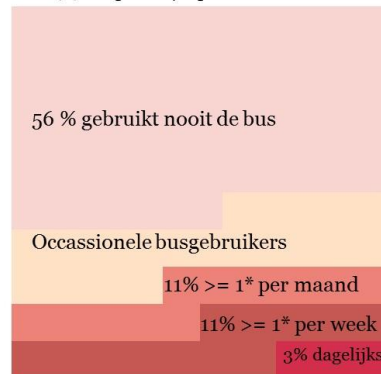 56 % gebruikt nooit de bus
Occassionele busgebruikers
11% >= 1* per maand
11% >= 1* per week
3% dagelijks